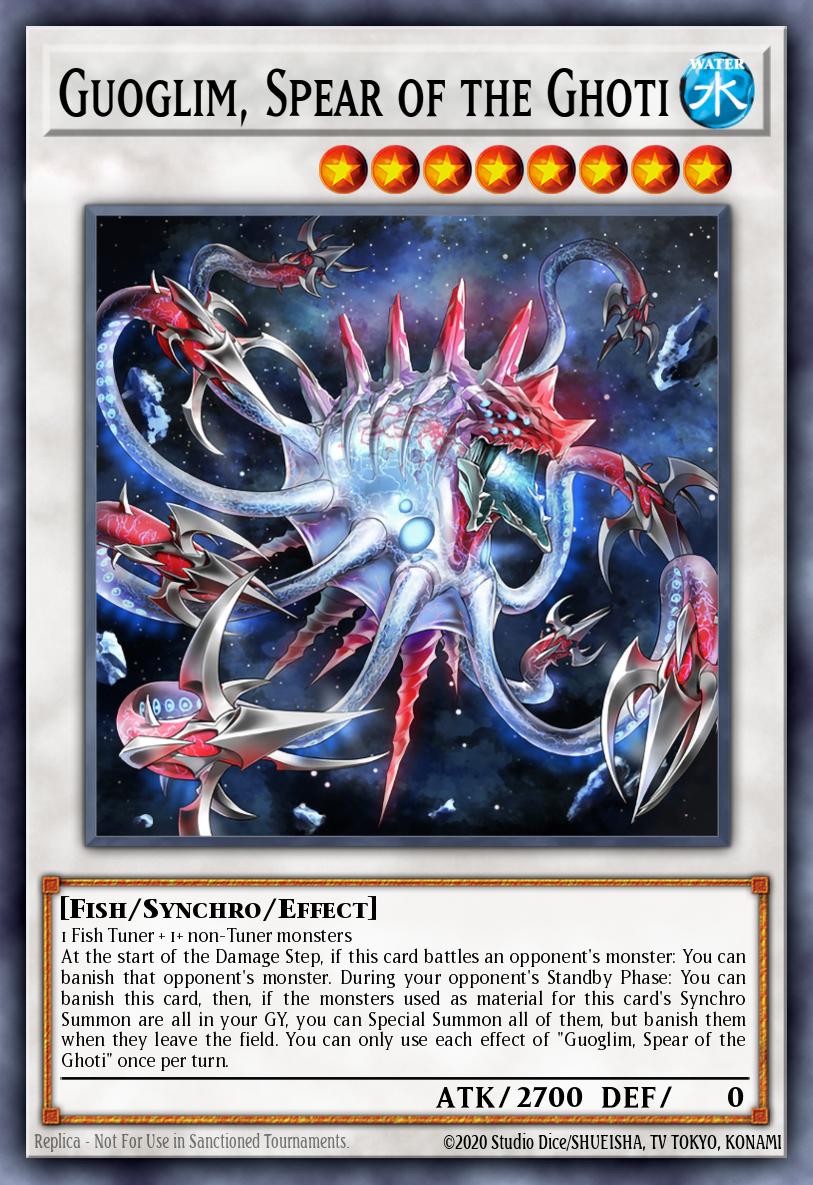 Guoglim, Spear of the Ghoti
WATER
水
[Fish/Synchro/Effect]
1 Fish Tuner + 1+ non-Tuner monsters
At the start of the Damage Step, if this card battles an opponent's monster: You can
banish that opponent's monster. During your opponent's Standby Phase: You can
banish this card, then, if the monsters used as material for this card's Synchro
Summon are all in your GY, you can Special Summon all of them, but banish them
when they leave the field. You can only use each effect of "Guoglim, Spear of the
Ghoti" once per turn.
ATK/2700 DEF/ 0
Replica - Not For Use in Sanctioned Tournaments.
©2020 Studio Dice/SHUEISHA, TV TOKYO, KONAMI